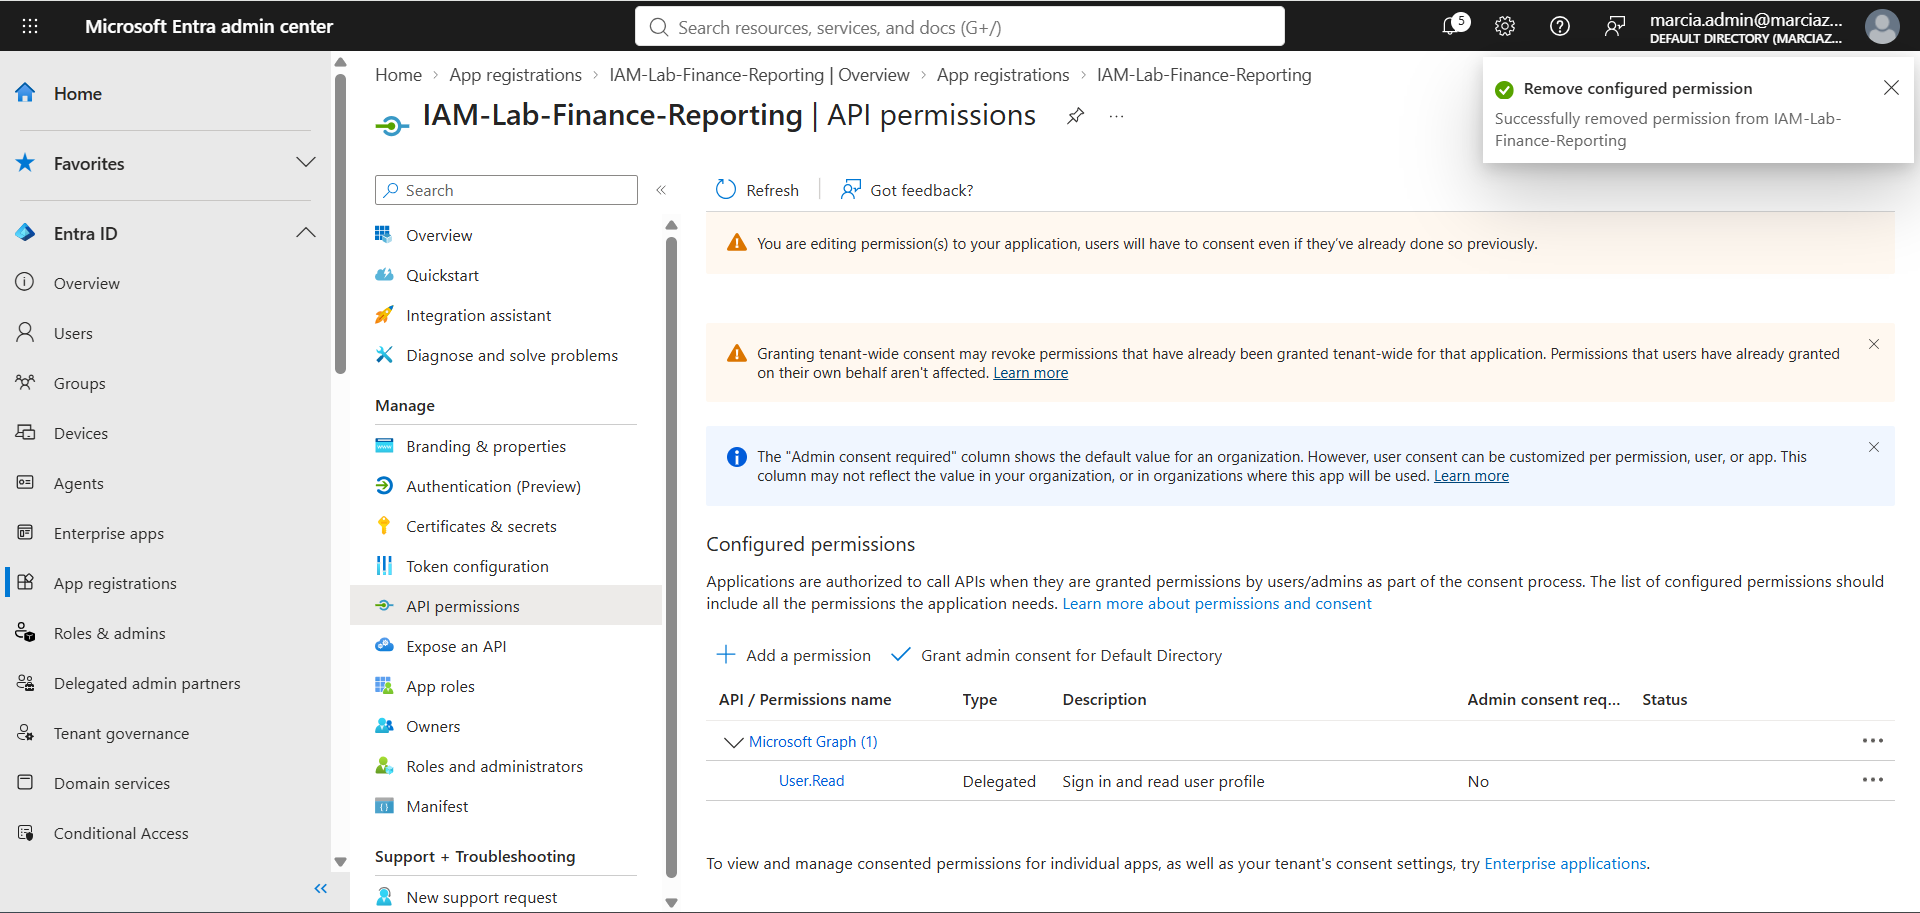 Microsoft Entra admin center
Search resources, services, and docs (G+/)
5
marcia.admin@marciaz...
DEFAULT DIRECTORY (MARCIAZ...
Home
Favorites
Entra ID
Overview
Users
Groups
Devices
Agents
Enterprise apps
App registrations
Roles & admins
Delegated admin partners
Tenant governance
Domain services
Conditional Access
Home > App registrations > IAM-Lab-Finance-Reporting | Overview > App registrations > IAM-Lab-Finance-Reporting
IAM-Lab-Finance-Reporting | API permissions
Remove configured permission
Successfully removed permission from IAM-Lab-
Finance-Reporting
Search
Overview
Quickstart
Integration assistant
Diagnose and solve problems
Manage
Branding & properties
Authentication (Preview)
Certificates & secrets
Token configuration
API permissions
Expose an API
App roles
Owners
Roles and administrators
Manifest
Support + Troubleshooting
New support request
Refresh
Got feedback?
You are editing permission(s) to your application, users will have to consent even if they've already done so previously.
Granting tenant-wide consent may revoke permissions that have already been granted tenant-wide for that application. Permissions that users have already granted
on their own behalf aren't affected. Learn more
The "Admin consent required" column shows the default value for an organization. However, user consent can be customized per permission, user, or app. This
column may not reflect the value in your organization, or in organizations where this app will be used. Learn more
Configured permissions
Applications are authorized to call APIs when they are granted permissions by users/admins as part of the consent process. The list of configured permissions should
include all the permissions the application needs. Learn more about permissions and consent
Add a permission
Grant admin consent for Default Directory
API / Permissions name Type Description Admin consent req... Status
Microsoft Graph (1)
User.Read Delegated Sign in and read user profile No
To view and manage consented permissions for individual apps, as well as your tenant's consent settings, try Enterprise applications.